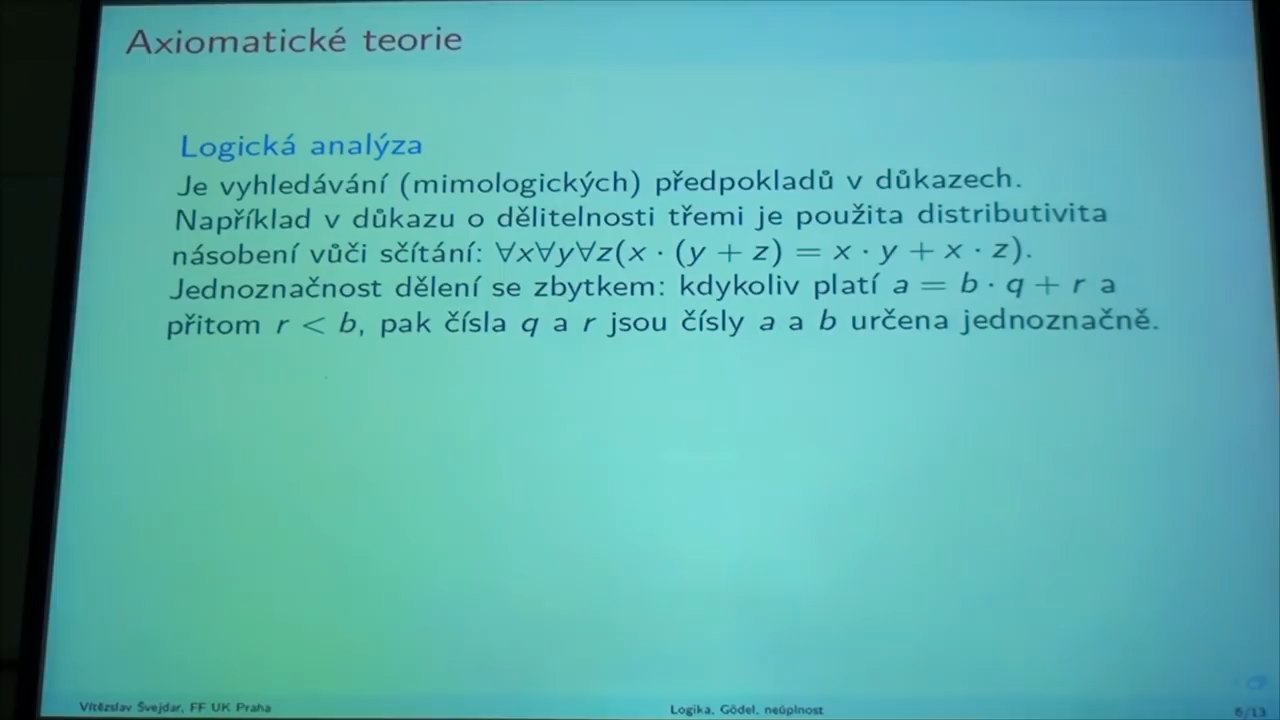 Axiomatické teorie
Logická analýza
Je vyhledávání (mimologických) předpokladů v důkazech.
Například v důkazu o dělitelnosti třemi je použita distributivita
násobení vůči sčítání: ∀x∀y∀z(x · (y + z) = x · y + x · z).
Jednoznačnost dělení se zbytkem: kdykoliv platí a = b · q + r a
přitom r < b, pak čísla q a r jsou čísly a a b určena jednoznačně.
Vítězslav Švejdar, FF UK Praha
Logika, Gödel, neúplnost
6/13